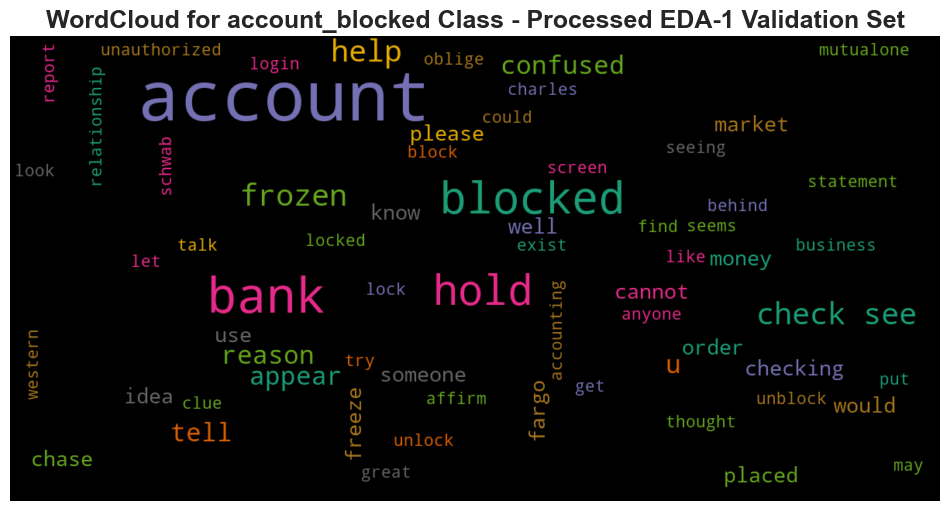 WordCloud for account_blocked Class - Processed EDA-1 Validation Set
unauthorized
help
mutualone
report
login
oblige
confused
relationship
account
charles
could
market
please
schwab
block
seeing
look
screen
frozen
blocked
statement
know
behind
well
find
seems
talk
locked
exist
business
let
like
money
bank
lock
hold
cannot
check see
accounting
anyone
use
western
reason
try
order
appear
someone
u
checking
idea
clue
freeze
affirm
fargo
get
put
unblock
would
tell
unlock
thought
chase
great
placed
may